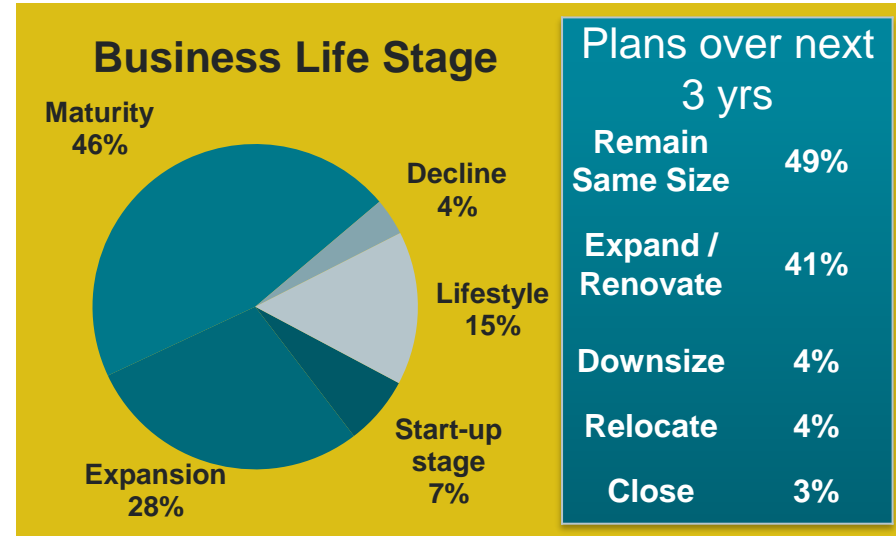 Business Life Stage
Maturity
46%
Decline
4%
Lifestyle
15%
Start-up
stage
7%
Expansion
28%
Plans over next
3 yrs
Remain
Same Size
49%
Expand /
Renovate
41%
Downsize 4%
Relocate 4%
Close 3%